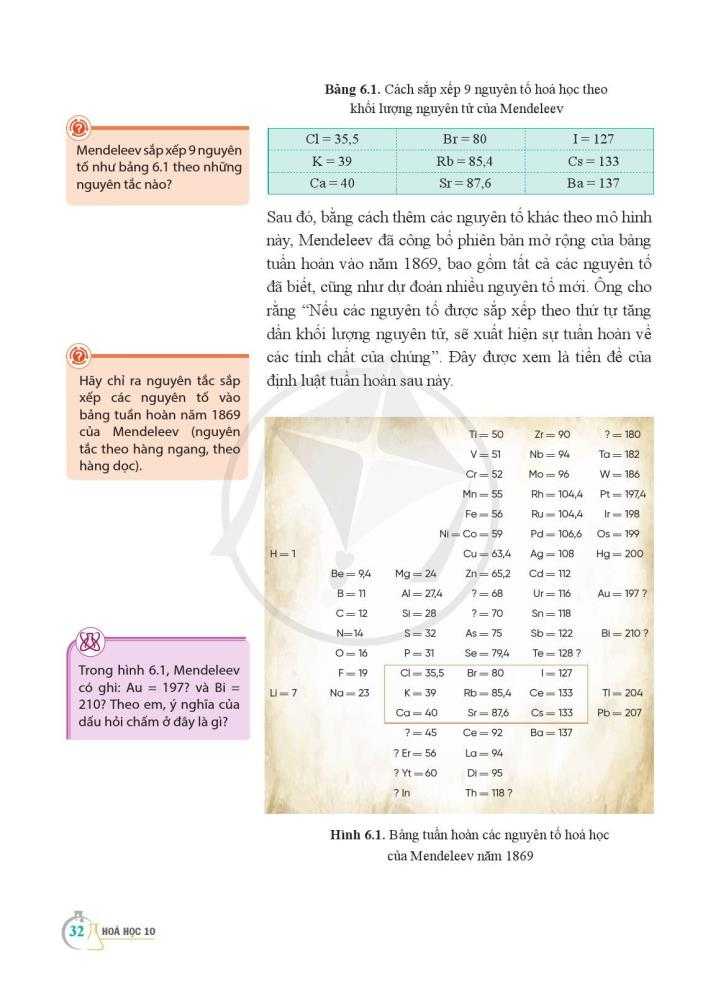 Bảng 6.1. Cách sắp xếp 9 nguyên tố hoá học theo
khối lượng nguyên tử của Mendeleev
Mendeleev sắp xếp 9 nguyên
tố như bảng 6.1 theo những
nguyên tắc nào?
Cl = 35,5 Br = 80 I = 127
K = 39 Rb = 85,4 Cs = 133
Ca = 40 Sr = 87,6 Ba = 137
Sau đó, bằng cách thêm các nguyên tố khác theo mô hình
này, Mendeleev đã công bố phiên bản mở rộng của bảng
tuần hoàn vào năm 1869, bao gồm tất cả các nguyên tố
đã biết, cũng như dự đoán nhiều nguyên tố mới. Ông cho
rằng “Nếu các nguyên tố được sắp xếp theo thứ tự tăng
dần khối lượng nguyên tử, sẽ xuất hiện sự tuần hoàn về
các tính chất của chúng”. Đây được xem là tiền đề của
định luật tuần hoàn sau này.
Hãy chỉ ra nguyên tắc sắp
xếp các nguyên tố vào
bảng tuần hoàn năm 1869
của Mendeleev (nguyên
tắc theo hàng ngang, theo
hàng dọc).
Ti = 50 Zr = 90 ? = 180
V = 51 Nb = 94 Ta = 182
Cr = 52 Mo = 96 W = 186
Mn = 55 Rh = 104,4 Pt = 197,4
Fe = 56 Ru = 104,4 Ir = 198
Ni = Co = 59 Pd = 106,6 Os = 199
H = 1 Cu = 63,4 Ag = 108 Hg = 200
Be = 9,4 Mg = 24 Zn = 65,2 Cd = 112
B = 11 Al = 27,4 ? = 68 Ur = 116 Au = 197 ?
C = 12 Si = 28 ? = 70 Sn = 118
N=14 S = 32 As = 75 Sb = 122 Bi = 210 ?
O = 16 P = 31 Se = 79,4 Te = 128 ?
F = 19 Cl = 35,5 Br = 80 I = 127
Li = 7 Na = 23 K = 39 Rb = 85,4 Ce = 133 Tl = 204
Ca = 40 Sr = 87,6 Cs = 133 Pb = 207
? = 45 Ce = 92 Ba = 137
? Er = 56 La = 94
? Yt = 60 Di = 95
? In Th = 118 ?
Trong hình 6.1, Mendeleev
có ghi: Au = 197? và Bi =
210? Theo em, ý nghĩa của
dấu hỏi chấm ở đây là gì?
Hình 6.1. Bảng tuần hoàn các nguyên tố hoá học
của Mendeleev năm 1869
32 HOÁ HỌC 10